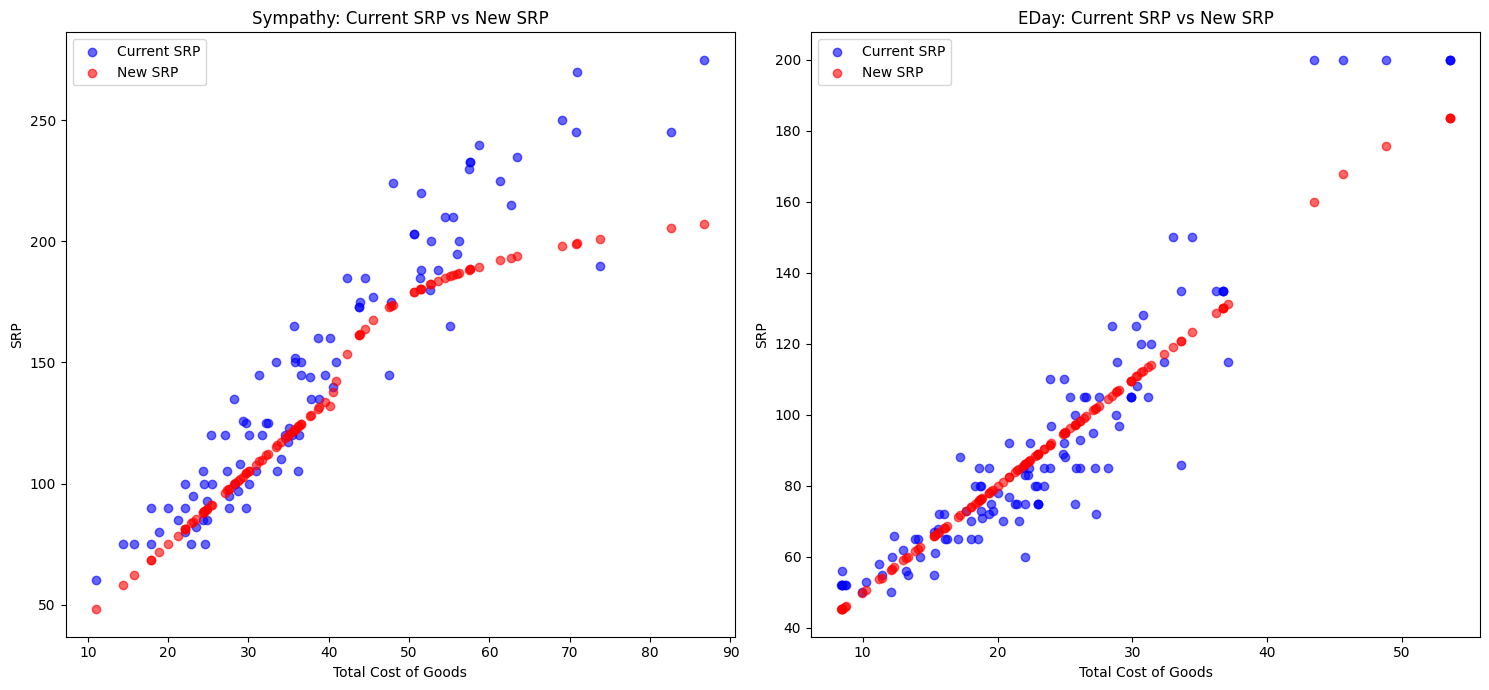 Sympathy: Current SRP vs New SRP
Current SRP
New SRP
SRP
250
200
150
100
50
10 20 30 40 50 60 70 80 90
Total Cost of Goods
EDay: Current SRP vs New SRP
Current SRP
New SRP
SRP
200
180
160
140
120
100
80
60
40
10 20 30 40 50
Total Cost of Goods